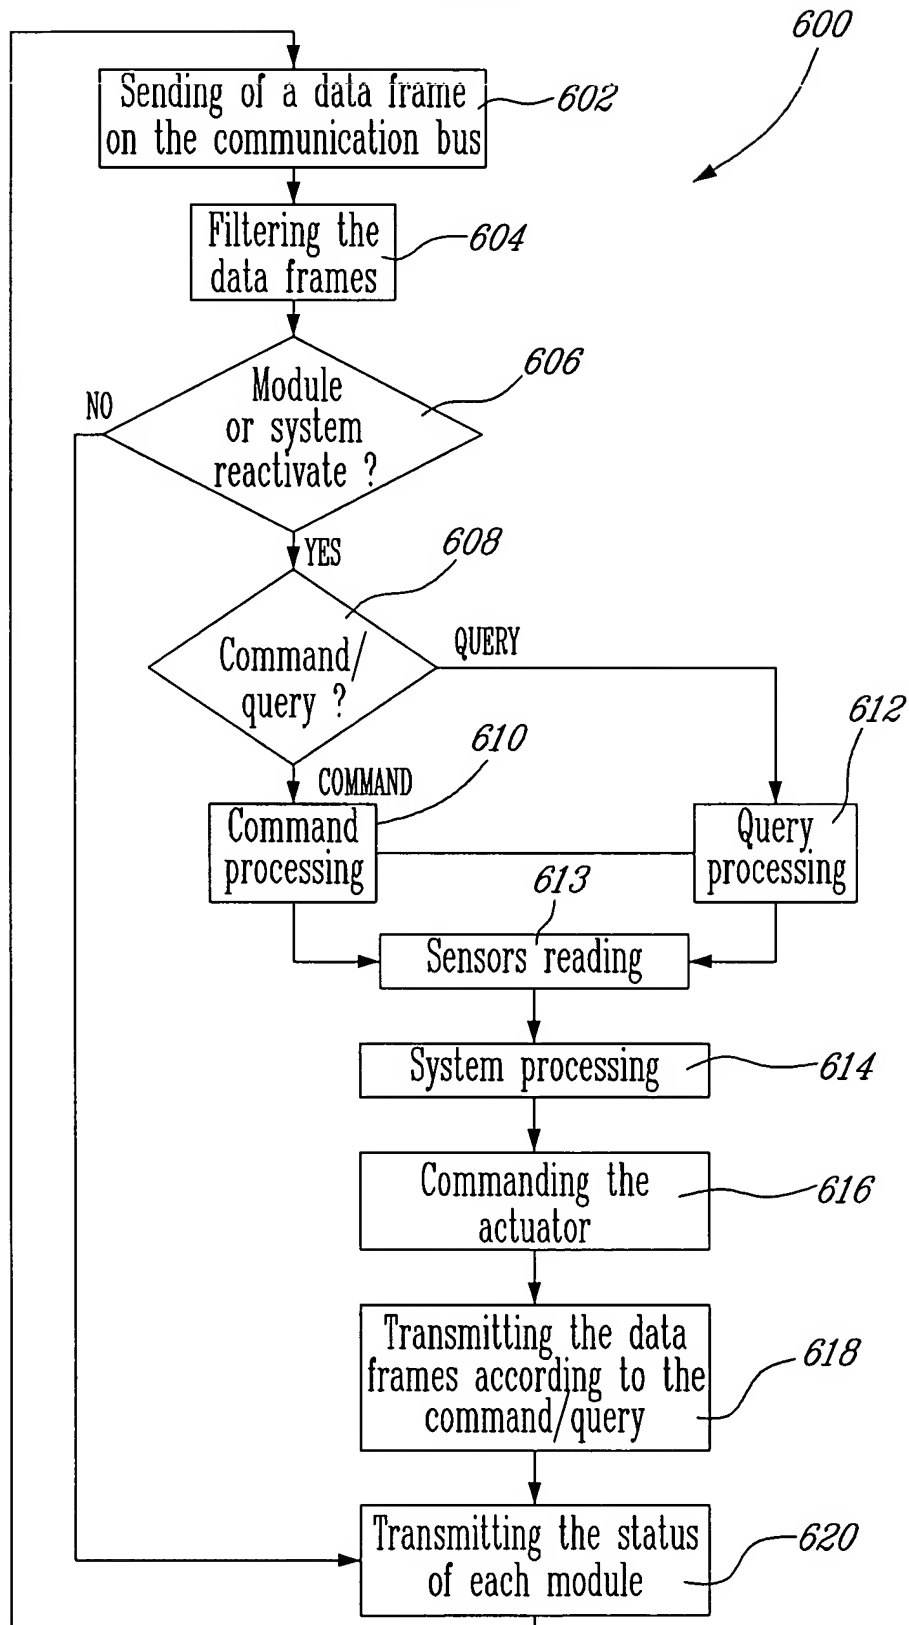 600
Sending of a data frame
on the communication bus
602
Filtering the
data frames
604
606
Module
or system
reactivate ?
NO
YES
608
Command/
query ?
QUERY
610
612
COMMAND
Command
processing
Query
processing
613
Sensors reading
System processing
614
Commanding the
actuator
616
Transmitting the data
frames according to the
command/query
618
Transmitting the status
of each module
620